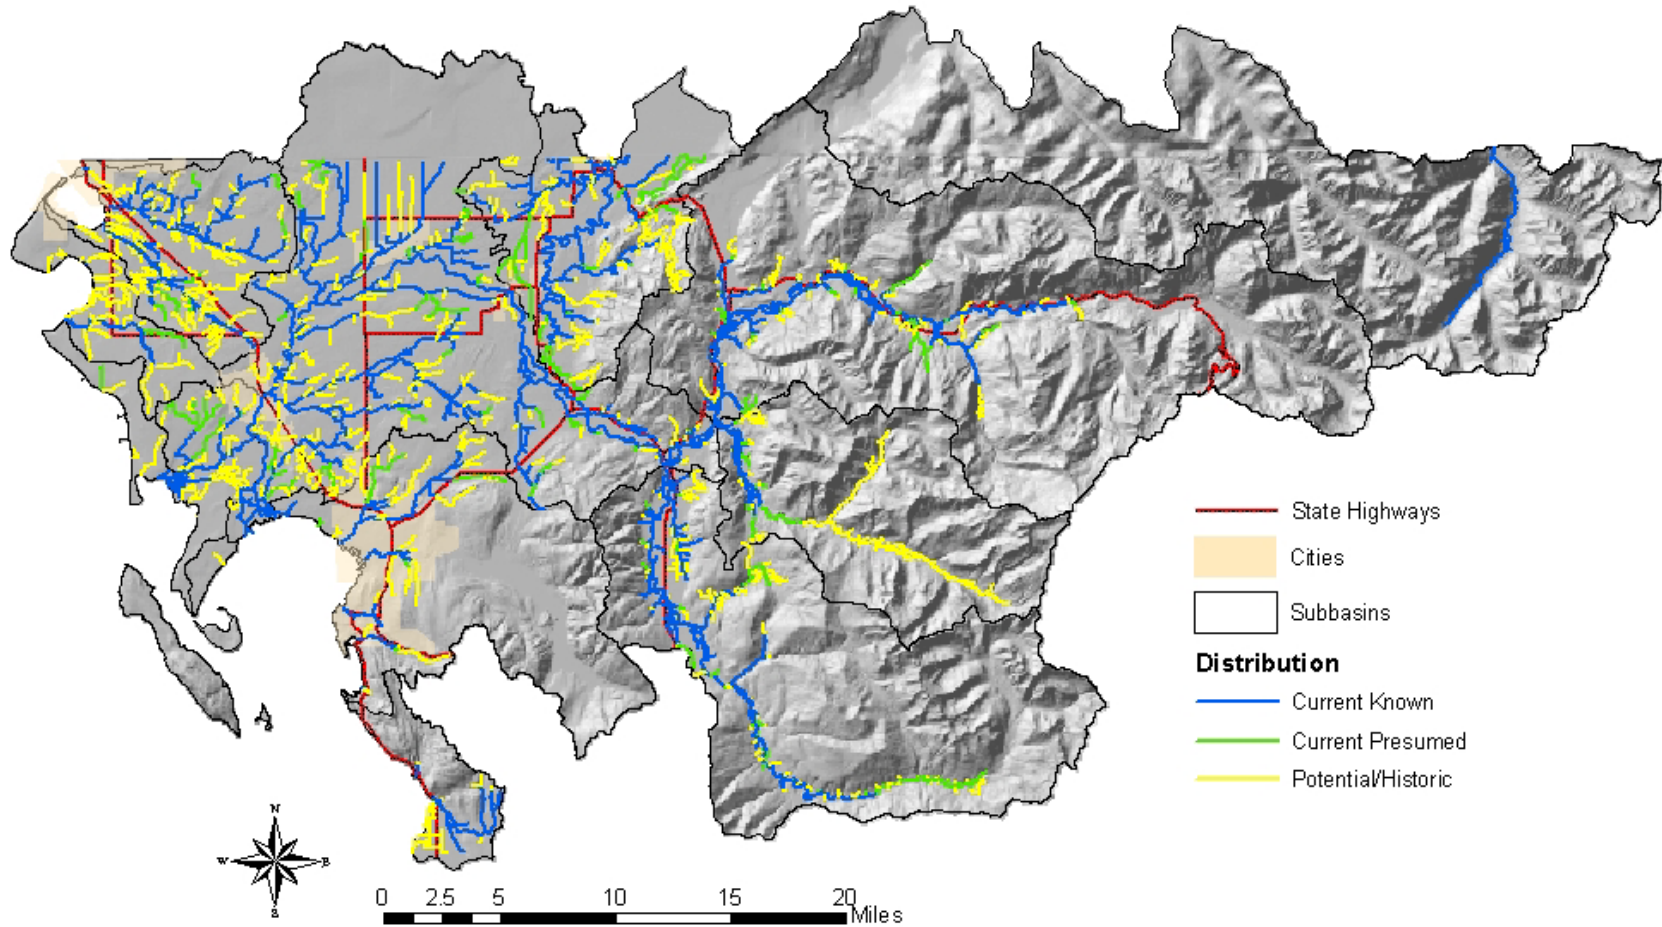 State Highways
Cities
Subbasins
Distribution
Current Known
Current Presumed
Potential/Historic
N
W E
S
0 2.5 5 10 15 20
Miles